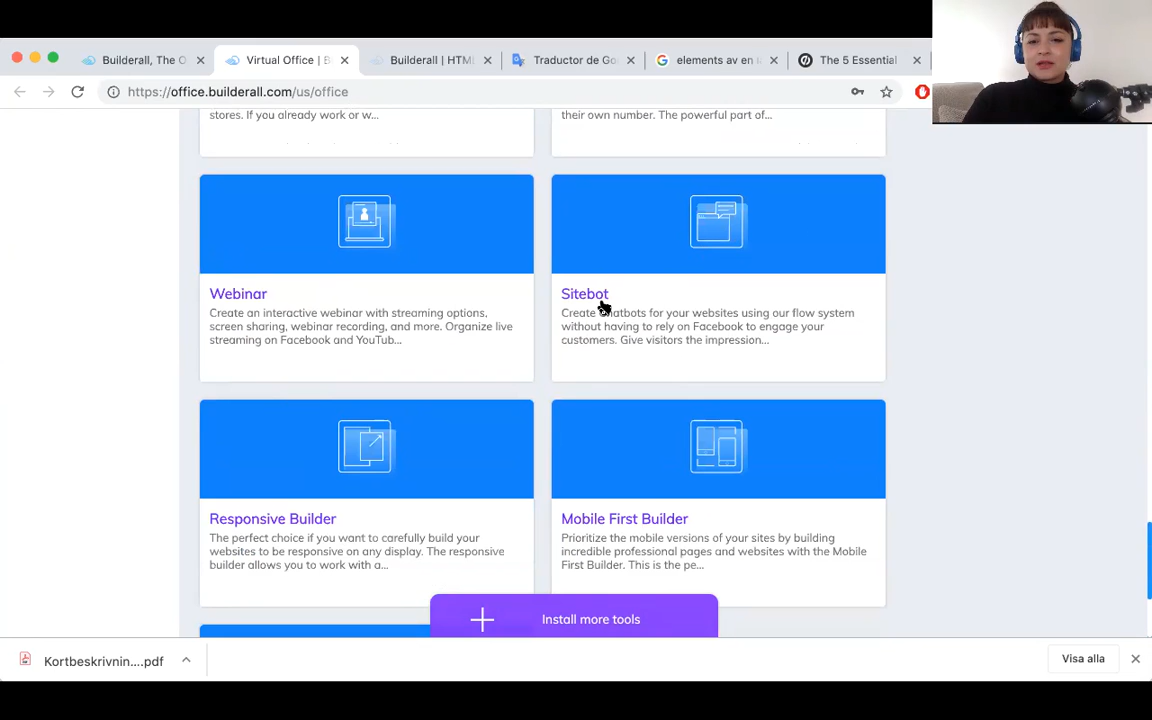 Builderall, The O
Virtual Office | B
Builderall | HTM
Traductor de Go
elements av en
The 5 Essential
https://office.builderall.com/us/office
stores. If you already work or w...
their own number. The powerful part of...
Webinar
Create an interactive webinar with streaming options,
screen sharing, webinar recording, and more. Organize live
streaming on Facebook and YouTub...
Sitebot
Create chatbots for your websites using our flow system
without having to rely on Facebook to engage your
customers. Give visitors the impression...
Responsive Builder
The perfect choice if you want to carefully build your
websites to be responsive on any display. The responsive
builder allows you to work with a...
Mobile First Builder
Prioritize the mobile versions of your sites by building
incredible professional pages and websites with the Mobile
First Builder. This is the pe...
Install more tools
Kortbeskrivnin....pdf
Visa alla